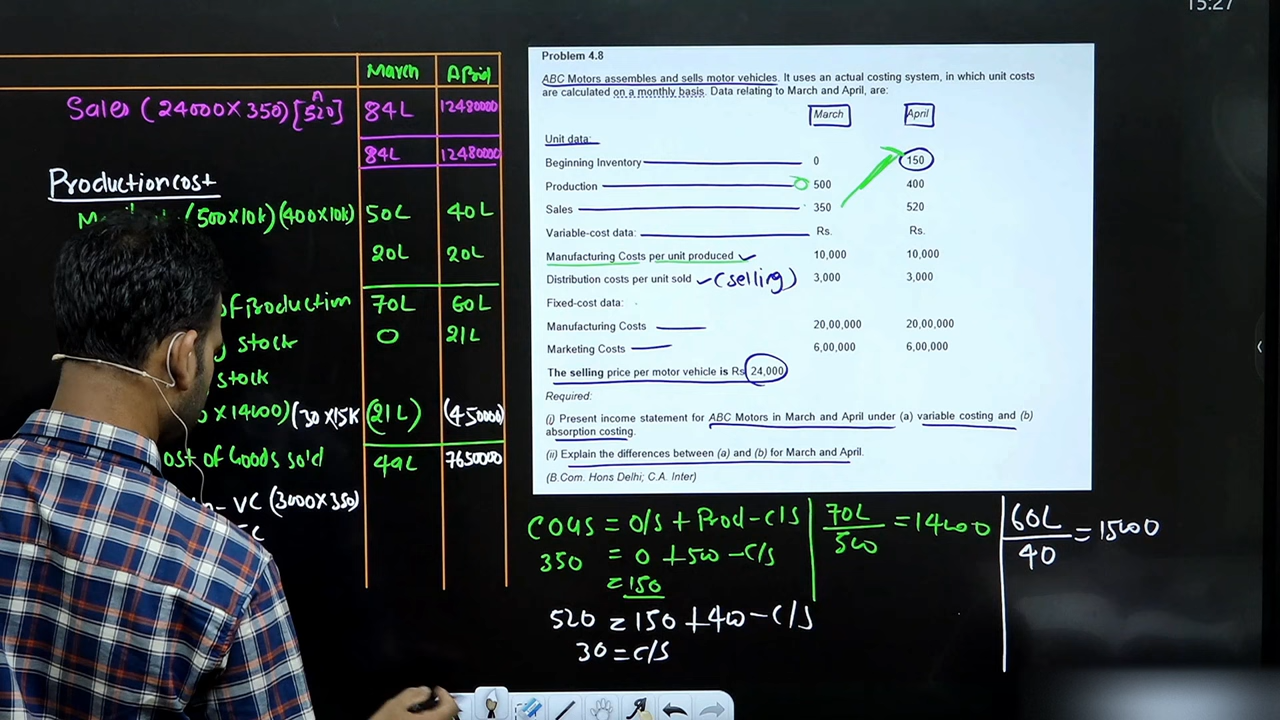 15:27
March April
Sales (24000 X 350) [520] A 84L 12480000
84L 12480000
Production cost
(500 X 10k) (400 X 10k) 50L 40L
20L 20L
of Production 70L 60L
stock 0 21L
stock
X 14000) (30 X 15K (21L) (450000)
ost of Goods sold 49L 7650000
VC (3000 X 350)
Problem 4.8
ABC Motors assembles and sells motor vehicles. It uses an actual costing system, in which unit costs
are calculated on a monthly basis. Data relating to March and April, are:
March April
Unit data:
Beginning Inventory 0 150
Production 500 400
Sales 350 520
Variable-cost data: Rs. Rs.
Manufacturing Costs per unit produced 10,000 10,000
Distribution costs per unit sold (selling) 3,000 3,000
Fixed-cost data:
Manufacturing Costs 20,00,000 20,00,000
Marketing Costs 6,00,000 6,00,000
The selling price per motor vehicle is Rs 24,000
Required:
(i) Present income statement for ABC Motors in March and April under (a) variable costing and (b)
absorption costing.
(ii) Explain the differences between (a) and (b) for March and April.
(B.Com. Hons Delhi; C.A. Inter)
COGS = O/S + Prod - C/S
350 = 0 + 500 - C/S
= 150
520 = 150 + 400 - C/S
30 = C/S
70L / 500 = 14000
60L / 40 = 15000